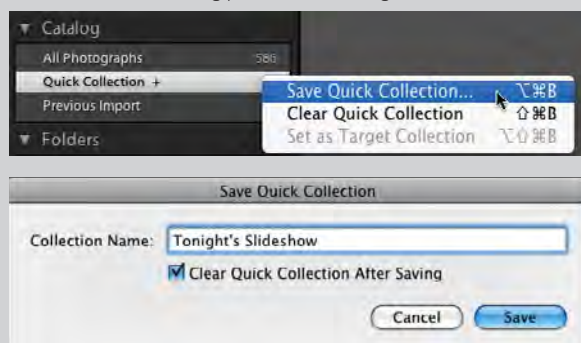 Catalog
All Photographs 586
Quick Collection +
Save Quick Collection... ⌥⌘B
Previous Import
Clear Quick Collection ⇧⌘B
Folders
Set as Target Collection ⌥⇧⌘B
Save Quick Collection
Collection Name: Tonight's Slideshow
Clear Quick Collection After Saving
Cancel Save